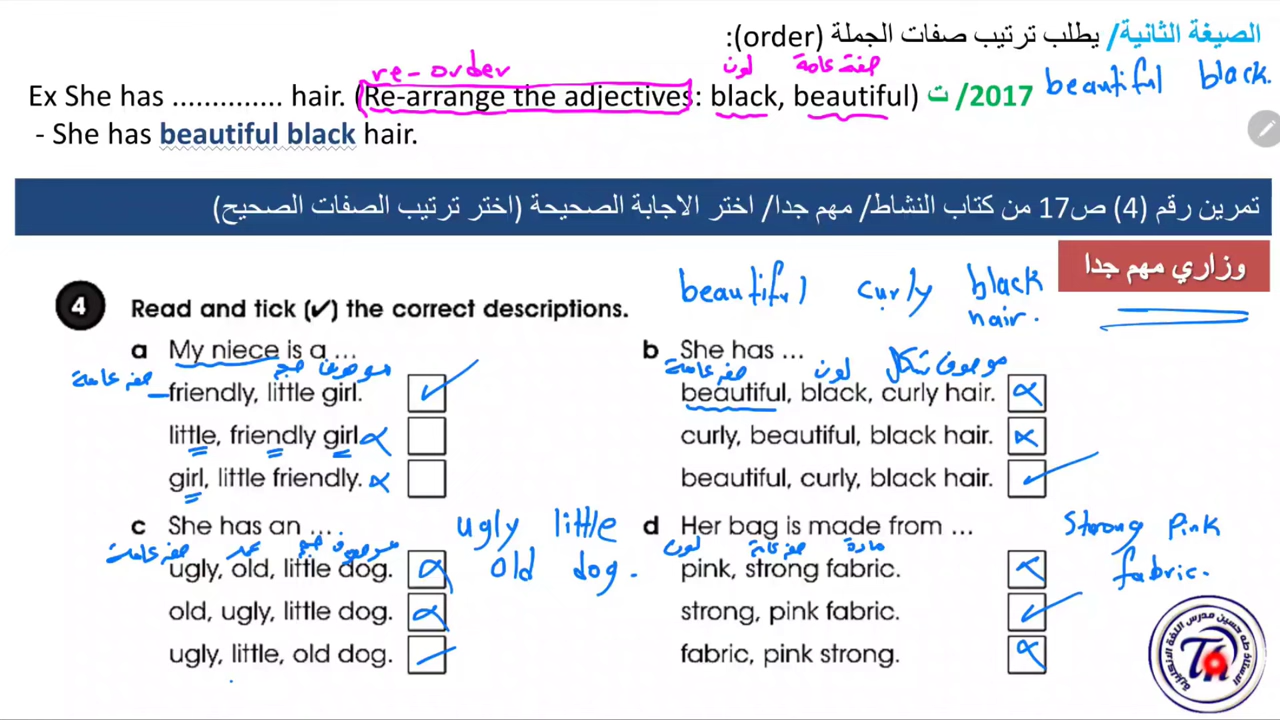 الصيغة الثانية/ يطلب ترتيب صفات الجملة (order):
re-order لون صفة عامة
Ex She has .............. hair. (Re-arrange the adjectives: black, beautiful) 2017/ ت beautiful black.
- She has beautiful black hair.
تمرين رقم (4) ص17 من كتاب النشاط/ مهم جدا/ اختر الاجابة الصحيحة (اختر ترتيب الصفات الصحيح)
وزاري مهم جدا
beautiful curly black
hair.
4 Read and tick (✓) the correct descriptions.
a My niece is a ...
صفة عامة حجم موصوف
friendly, little girl.
little, friendly girl
girl, little friendly.
b She has ...
صفة عامة لون شكل موصوف
beautiful, black, curly hair.
curly, beautiful, black hair.
beautiful, curly, black hair.
c She has an ...
ugly little
صفة عامة عمر حجم موصوف
old dog.
ugly, old, little dog.
old, ugly, little dog.
ugly, little, old dog.
d Her bag is made from ...
Strong Pink
لون صفة عامة مادة
fabric.
pink, strong fabric.
strong, pink fabric.
fabric, pink strong.
الاستاذ طه حسين مدرس اللغة الانكليزية